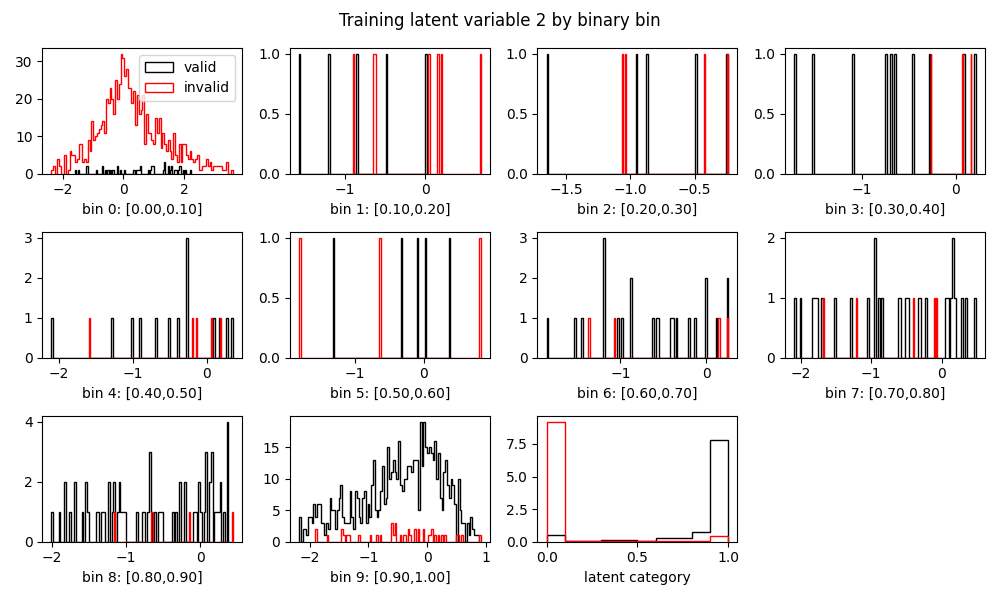 Training latent variable 2 by binary bin
30
20
10
0
−2 0 2
valid
invalid
bin 0: [0.00,0.10]
1.0
0.5
0.0
−1 0
bin 1: [0.10,0.20]
1.0
0.5
0.0
−1.5 −1.0 −0.5
bin 2: [0.20,0.30]
1.0
0.5
0.0
−1 0
bin 3: [0.30,0.40]
3
2
1
0
−2 −1 0
bin 4: [0.40,0.50]
1.0
0.5
0.0
−1 0
bin 5: [0.50,0.60]
3
2
1
0
−2 −1 0
bin 6: [0.60,0.70]
2
1
0
−2 −1 0
bin 7: [0.70,0.80]
4
2
0
−2 −1 0
bin 8: [0.80,0.90]
15
10
5
0
−2 −1 0 1
bin 9: [0.90,1.00]
7.5
5.0
2.5
0.0
0.0 0.5 1.0
latent category